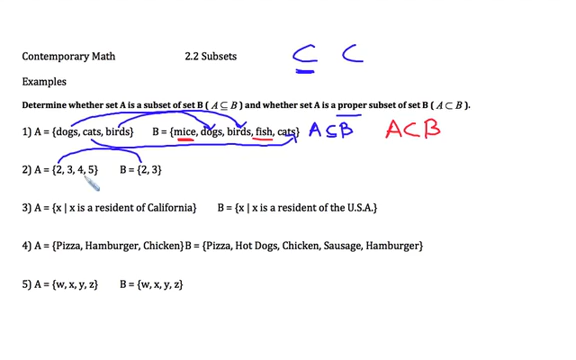 Contemporary Math 2.2 Subsets ⊆ ⊂
Examples
Determine whether set A is a subset of set B ( A ⊆ B ) and whether set A is a proper subset of set B ( A ⊂ B ).
1) A = {dogs, cats, birds} B = {mice, dogs, birds, fish, cats} A ⊆ B A ⊂ B
2) A = {2, 3, 4, 5} B = {2, 3}
3) A = {x | x is a resident of California} B = {x | x is a resident of the U.S.A.}
4) A = {Pizza, Hamburger, Chicken} B = {Pizza, Hot Dogs, Chicken, Sausage, Hamburger}
5) A = {w, x, y, z} B = {w, x, y, z}